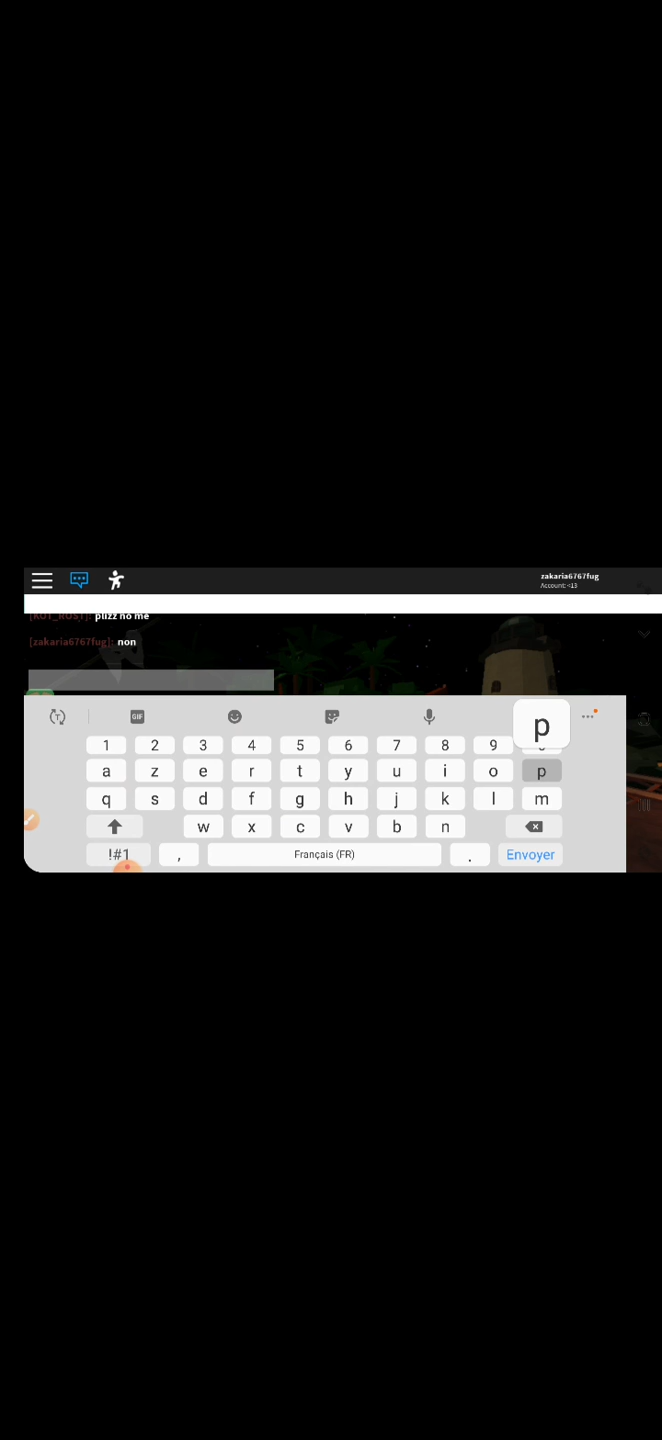 zakaria6767fug
Account: <13
[KUT_RUST]: plizz no me
[zakaria6767fug]: non
GIF
p
1 2 3 4 5 6 7 8 9
a z e r t y u i o p
q s d f g h j k l m
w x c v b n
!#1 , Français (FR) . Envoyer